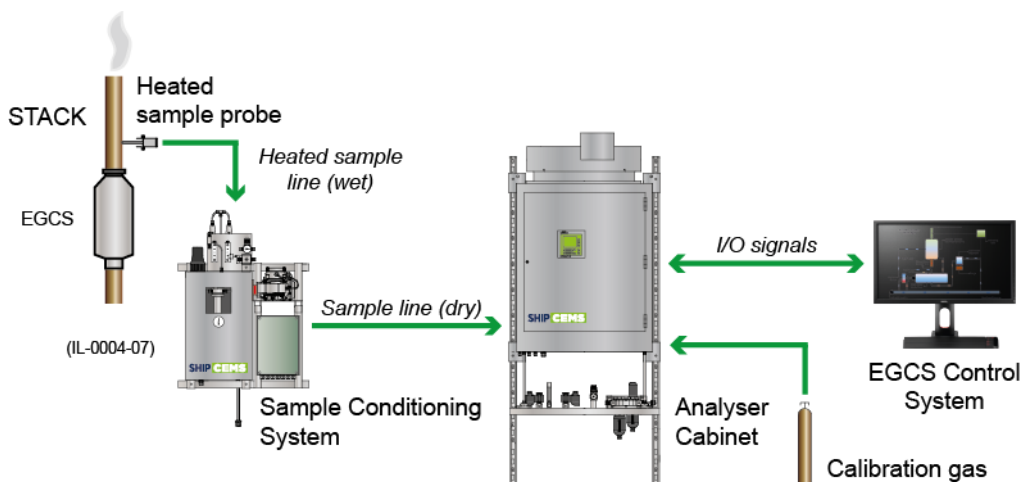 STACK
Heated
sample probe
Heated sample
line (wet)
EGCS
(IL-0004-07)
SHIP CEMS
Sample line (dry)
Sample Conditioning
System
SHIP CEMS
I/O signals
Analyser
Cabinet
EGCS Control
System
Calibration gas